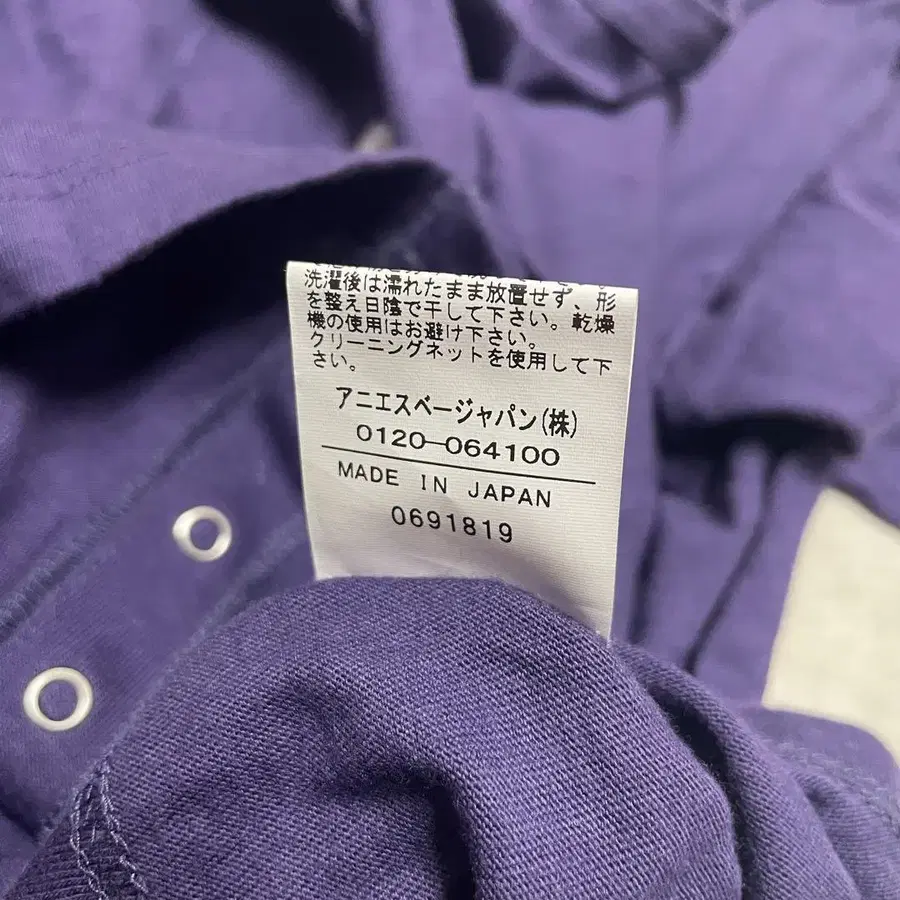 洗濯後は濡れたまま放置せず、形
を整え日陰で干して下さい。乾燥
機の使用はお避け下さい。
クリーニングネットを使用して下
さい。
アニエスベージャパン(株)
0120-064100
MADE IN JAPAN
0691819